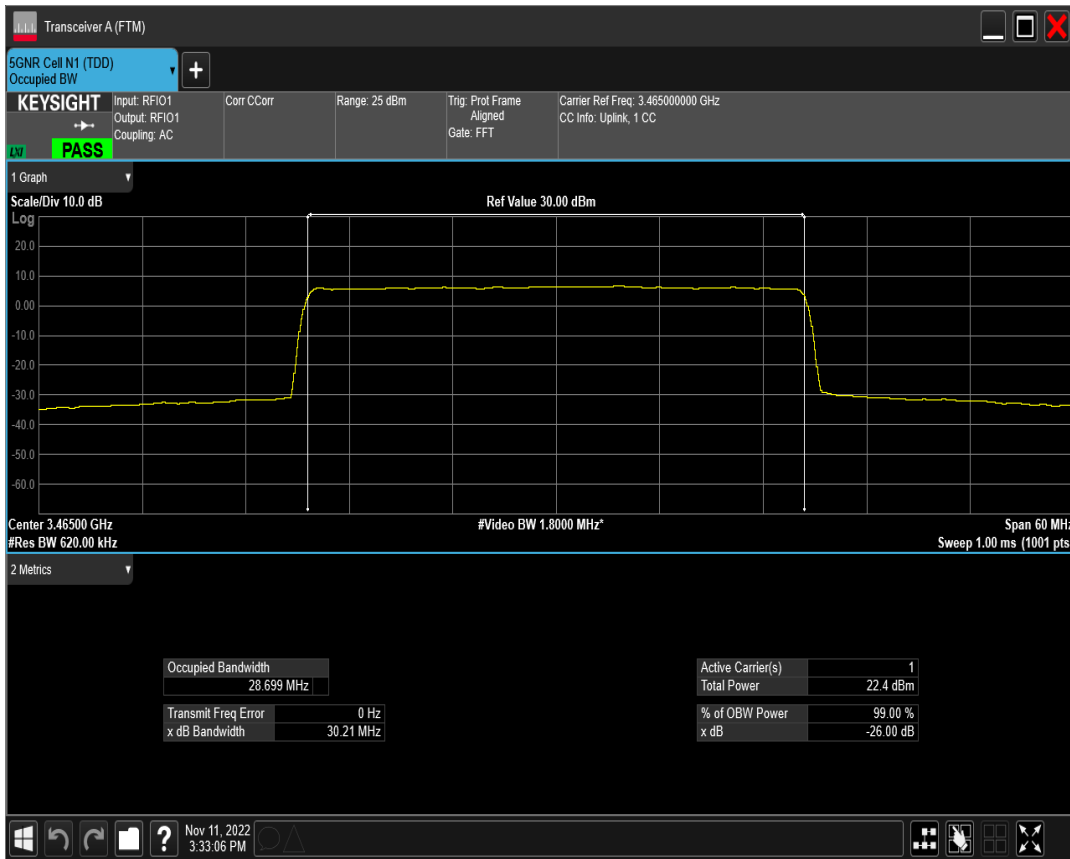 Transceiver A (FTM)
5GNR Cell N1 (TDD)
Occupied BW
+
KEYSIGHT
LXI
PASS
Input: RFIO1
Output: RFIO1
Coupling: AC
Corr CCorr
Range: 25 dBm
Trig: Prot Frame
Aligned
Gate: FFT
Carrier Ref Freq: 3.465000000 GHz
CC Info: Uplink, 1 CC
1 Graph
Scale/Div 10.0 dB
Ref Value 30.00 dBm
Log
20.0
10.0
0.00
-10.0
-20.0
-30.0
-40.0
-50.0
-60.0
Center 3.46500 GHz
#Video BW 1.8000 MHz*
Span 60 MHz
#Res BW 620.00 kHz
Sweep 1.00 ms (1001 pts
2 Metrics
Occupied Bandwidth
28.699 MHz
Transmit Freq Error 0 Hz
x dB Bandwidth 30.21 MHz
Active Carrier(s) 1
Total Power 22.4 dBm
% of OBW Power 99.00 %
x dB -26.00 dB
?
Nov 11, 2022
3:33:06 PM